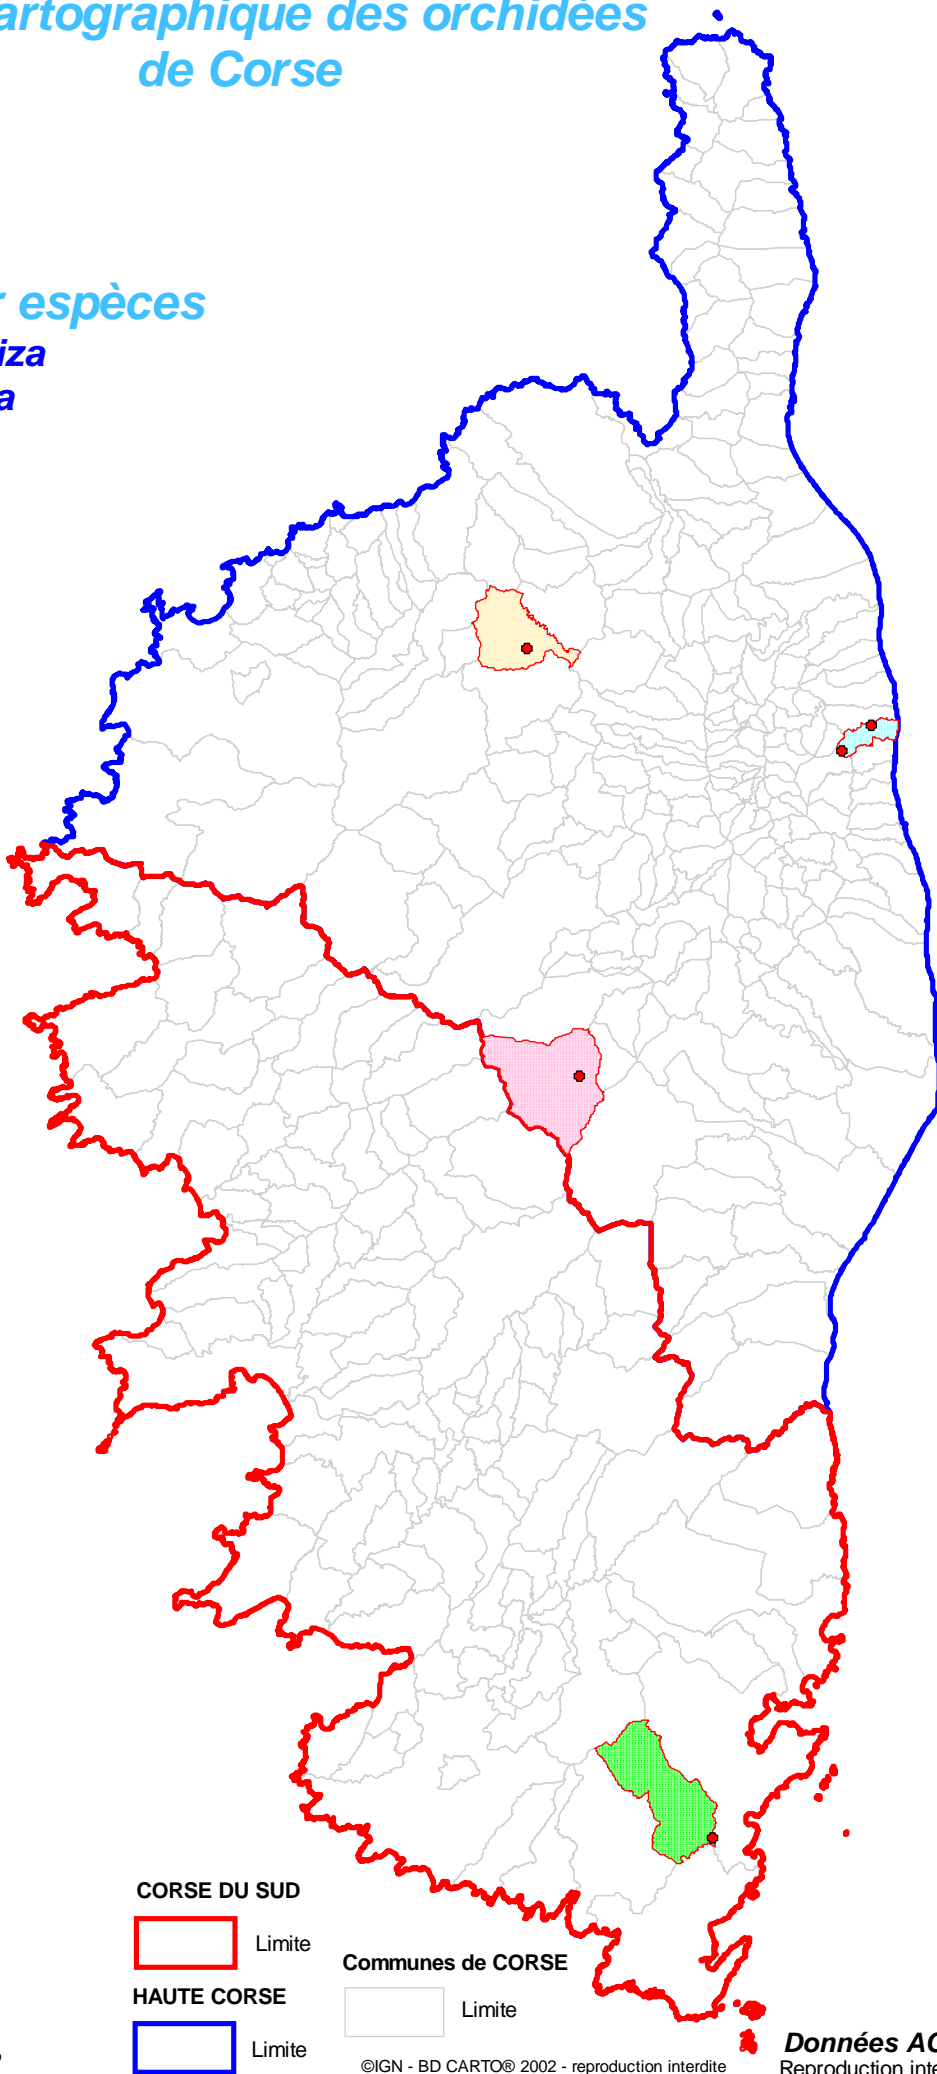 artographique des orchidées
de Corse
r espèces
iza
a
CORSE DU SUD
Limite
Communes de CORSE
HAUTE CORSE
Limite
Limite
Données AC
©IGN - BD CARTO® 2002 - reproduction interdite
Reproduction inte